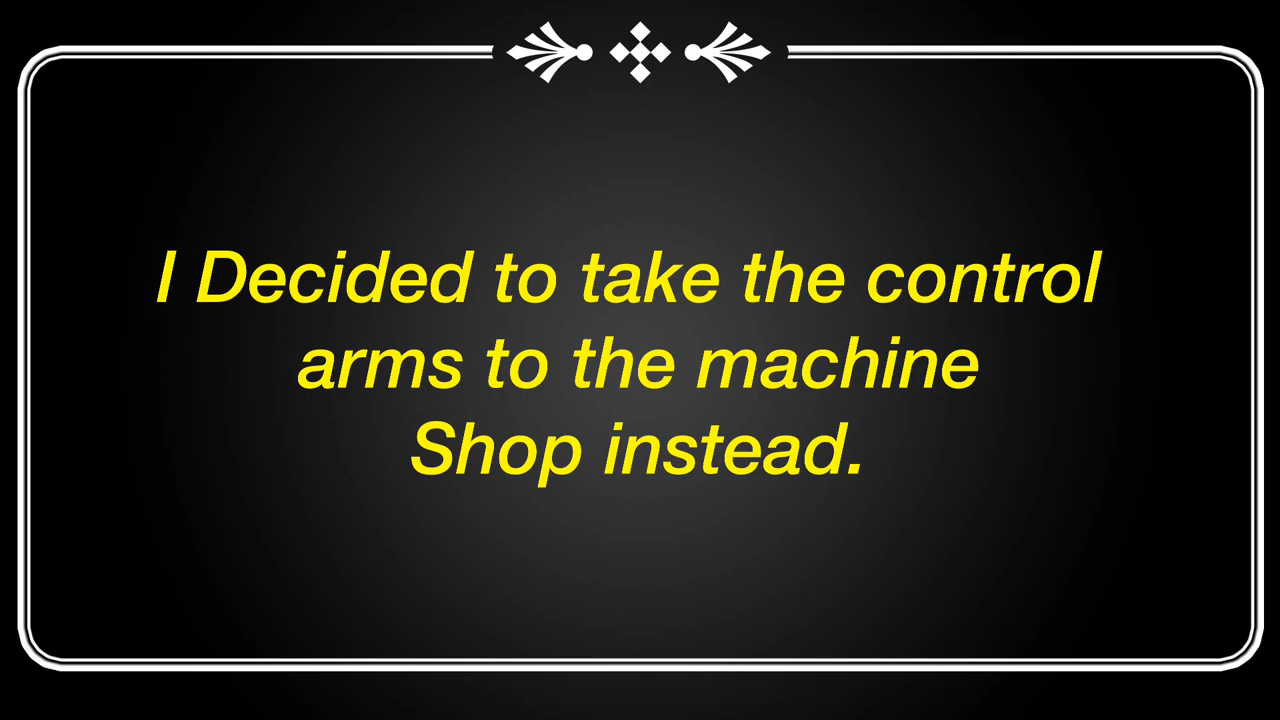 I Decided to take the control
arms to the machine
Shop instead.